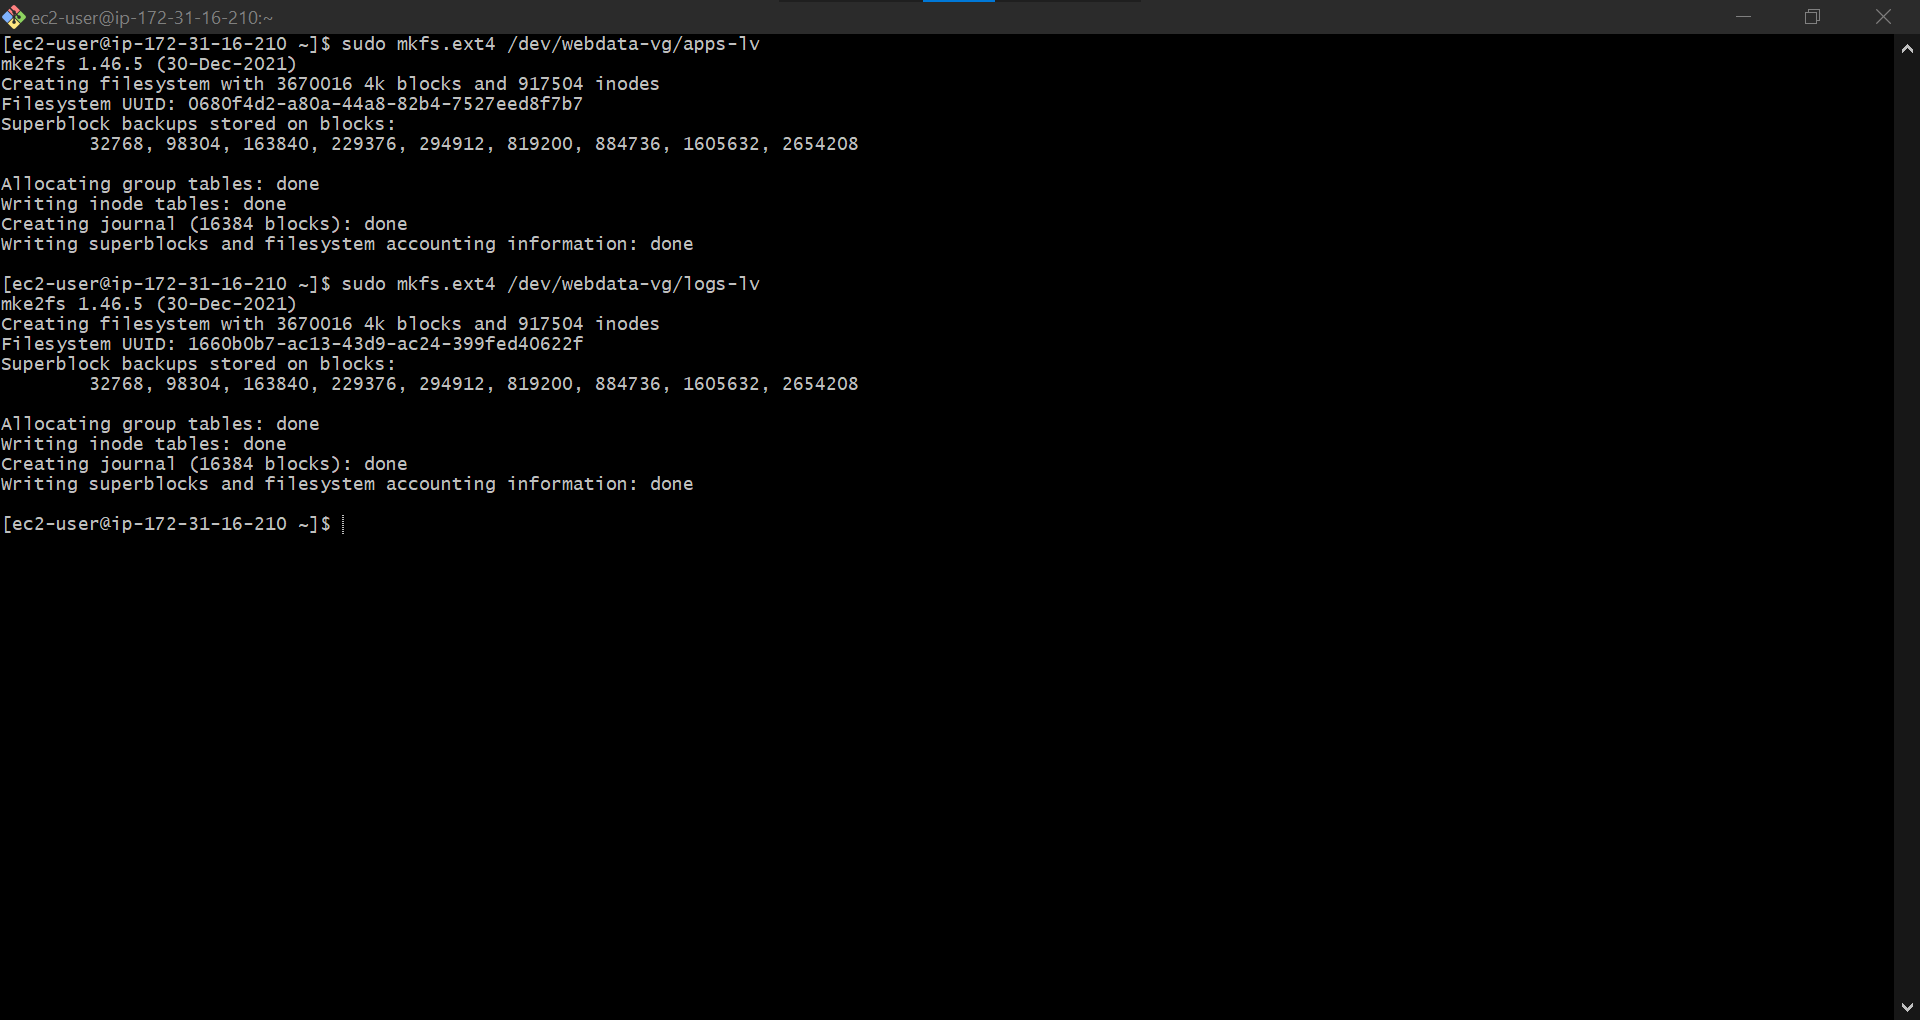 ec2-user@ip-172-31-16-210:~
[ec2-user@ip-172-31-16-210 ~]$ sudo mkfs.ext4 /dev/webdata-vg/apps-lv
mke2fs 1.46.5 (30-Dec-2021)
Creating filesystem with 3670016 4k blocks and 917504 inodes
Filesystem UUID: 0680f4d2-a80a-44a8-82b4-7527eed8f7b7
Superblock backups stored on blocks:
        32768, 98304, 163840, 229376, 294912, 819200, 884736, 1605632, 2654208

Allocating group tables: done
Writing inode tables: done
Creating journal (16384 blocks): done
Writing superblocks and filesystem accounting information: done

[ec2-user@ip-172-31-16-210 ~]$ sudo mkfs.ext4 /dev/webdata-vg/logs-lv
mke2fs 1.46.5 (30-Dec-2021)
Creating filesystem with 3670016 4k blocks and 917504 inodes
Filesystem UUID: 1660b0b7-ac13-43d9-ac24-399fed40622f
Superblock backups stored on blocks:
        32768, 98304, 163840, 229376, 294912, 819200, 884736, 1605632, 2654208

Allocating group tables: done
Writing inode tables: done
Creating journal (16384 blocks): done
Writing superblocks and filesystem accounting information: done

[ec2-user@ip-172-31-16-210 ~]$